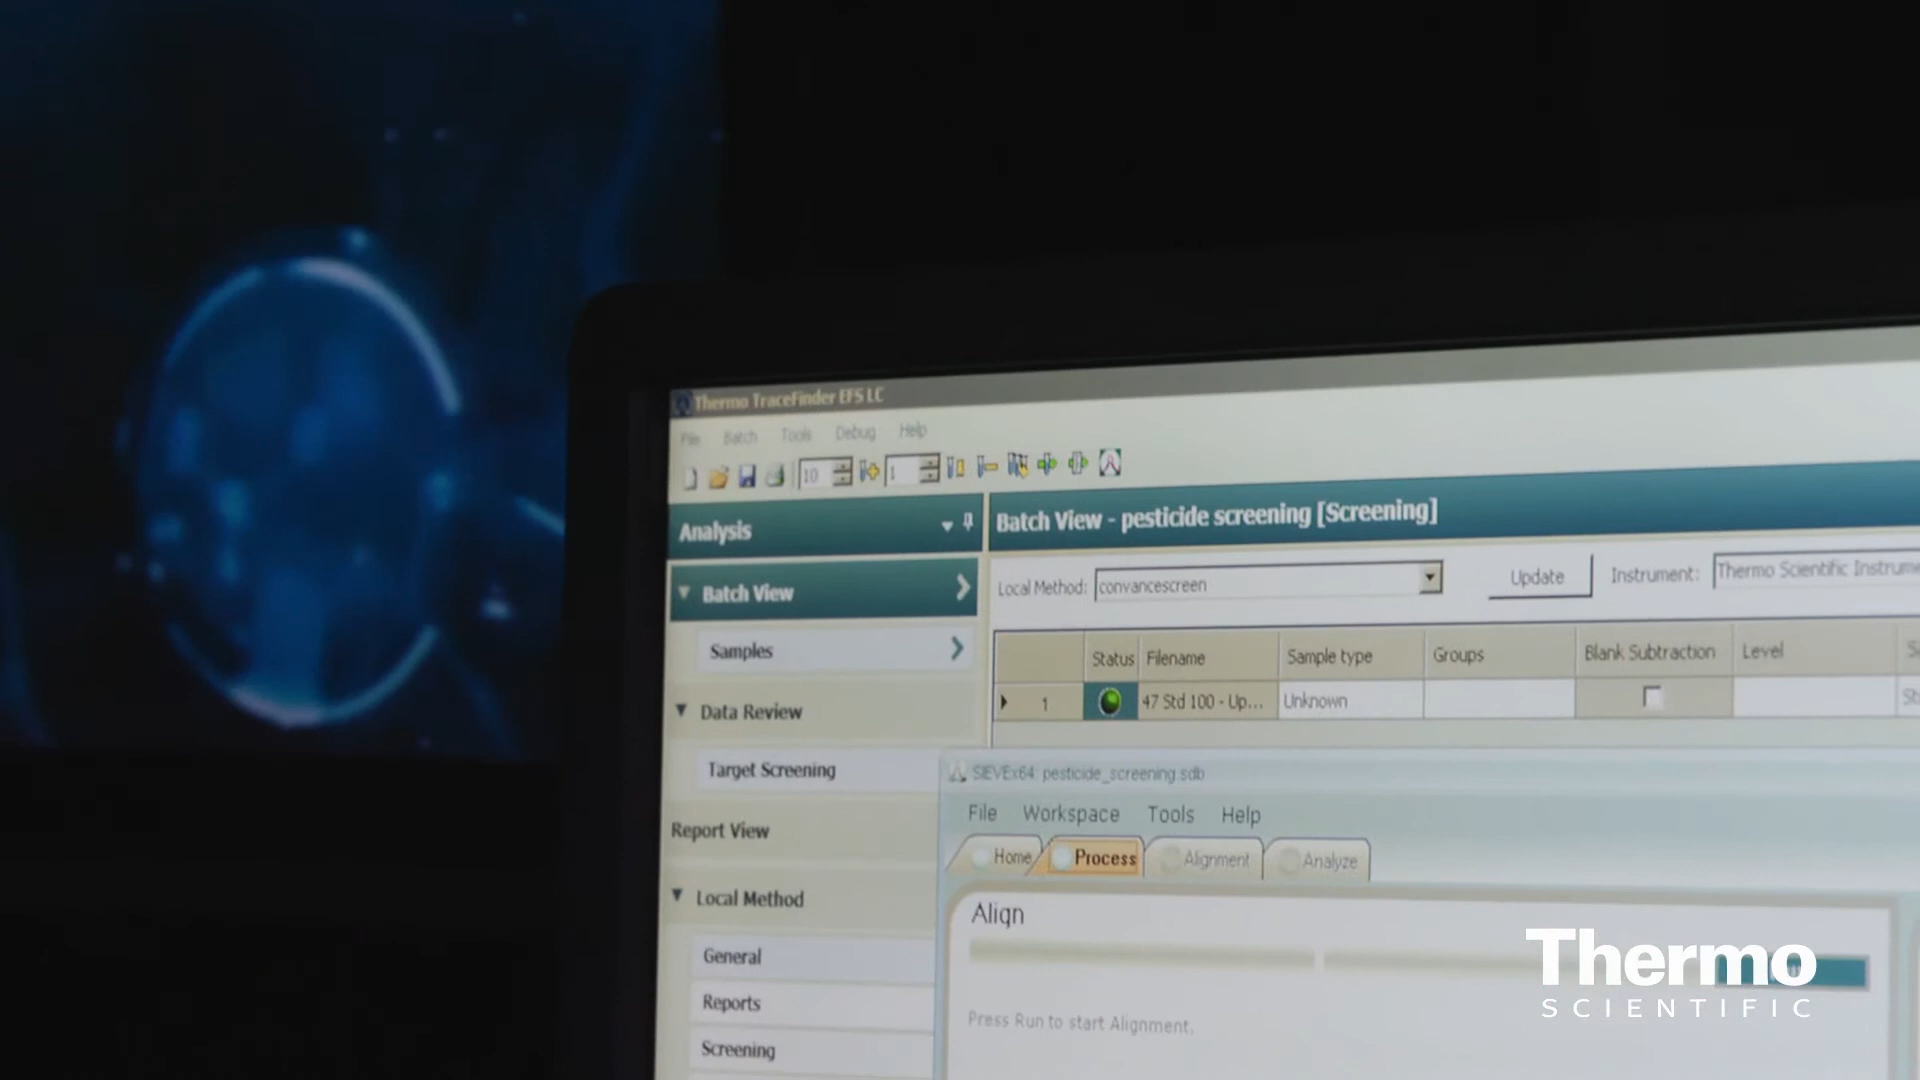 Thermo TraceFinder EFS LC
File Batch Tools Debug Help
10 1
Analysis
Batch View - pesticide screening [Screening]
Batch View
Local Method: convancescreen Update Instrument: Thermo Scientific Instrume
Samples
Status Filename Sample type Groups Blank Subtraction Level
1 47 Std 100 - Up... Unknown
Data Review
Target Screening
SIEVEx64: pesticide_screening.sdb
File Workspace Tools Help
Report View
Home Process Alignment Analyze
Local Method
Align
General
Reports
Press Run to start Alignment.
Screening
Thermo
SCIENTIFIC